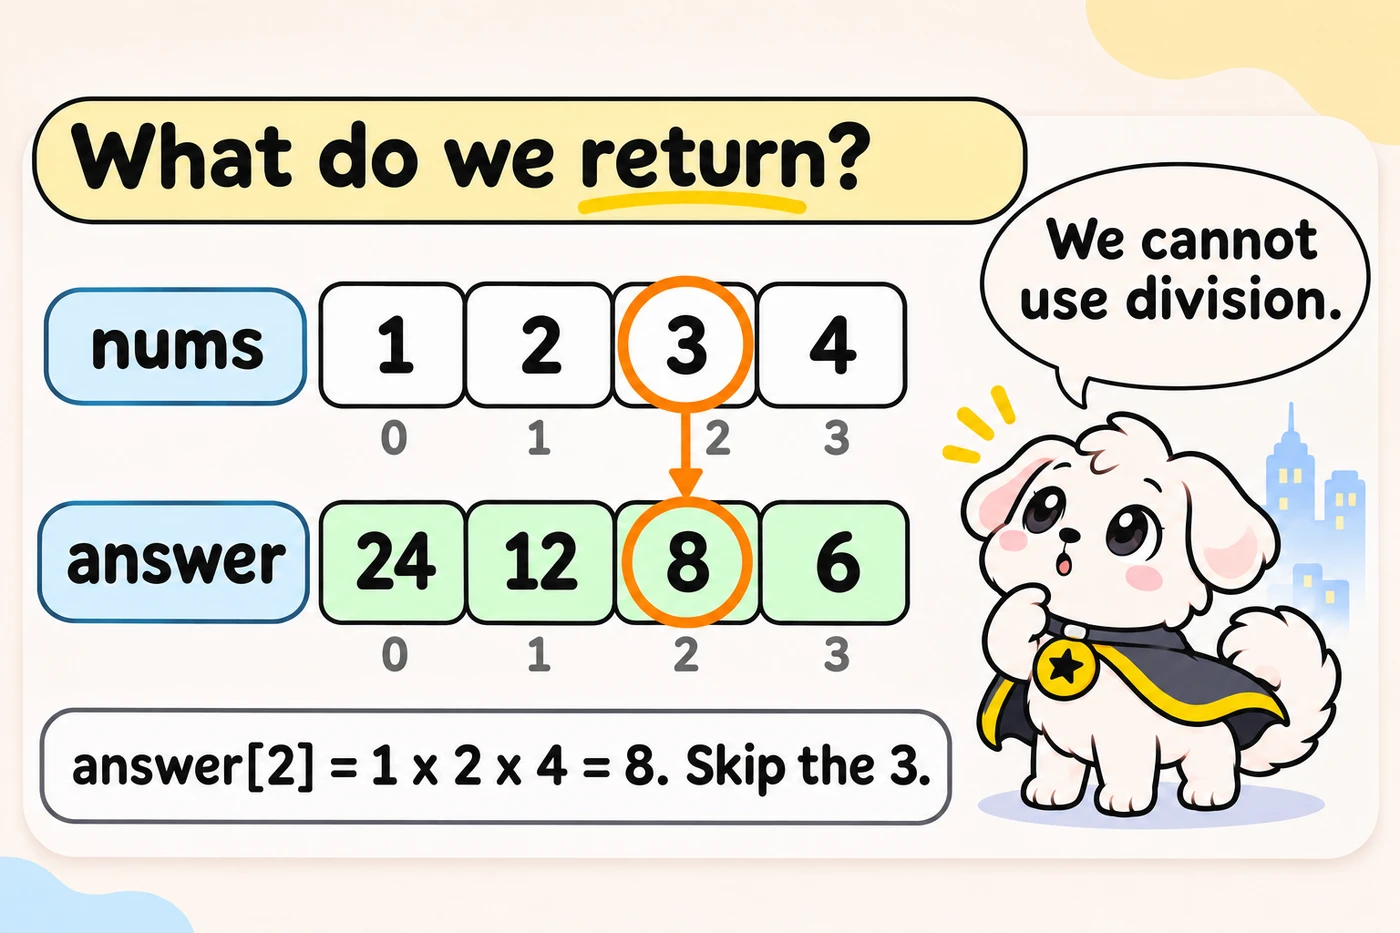 What do we return?
We cannot
use division.
nums 1 2 3 4
0 1 2 3
answer 24 12 8 6
0 1 2 3
answer[2] = 1 x 2 x 4 = 8. Skip the 3.